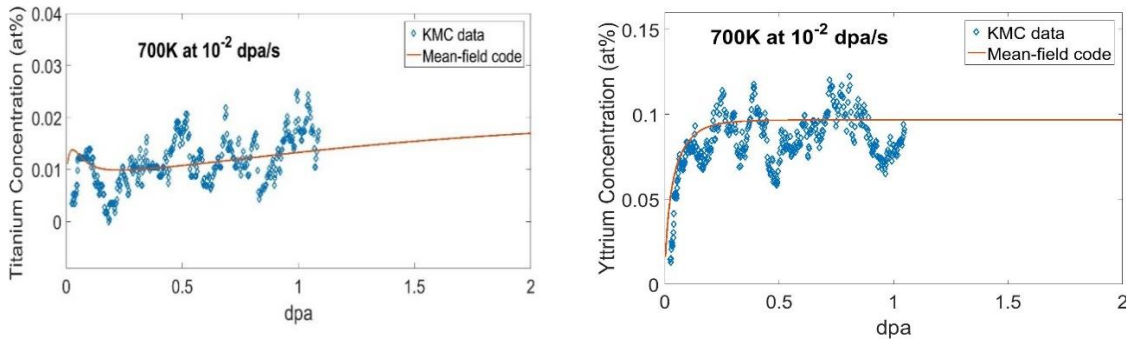 0.04
0.03
0.02
0.01
0
Titanium Concentration (at%)
700K at 10⁻² dpa/s
KMC data
Mean-field code
0
0.5
1
1.5
2
dpa
0.15
0.1
0.05
0
Yttrium Concentration (at%)
700K at 10⁻² dpa/s
KMC data
Mean-field code
0
0.5
1
1.5
2
dpa